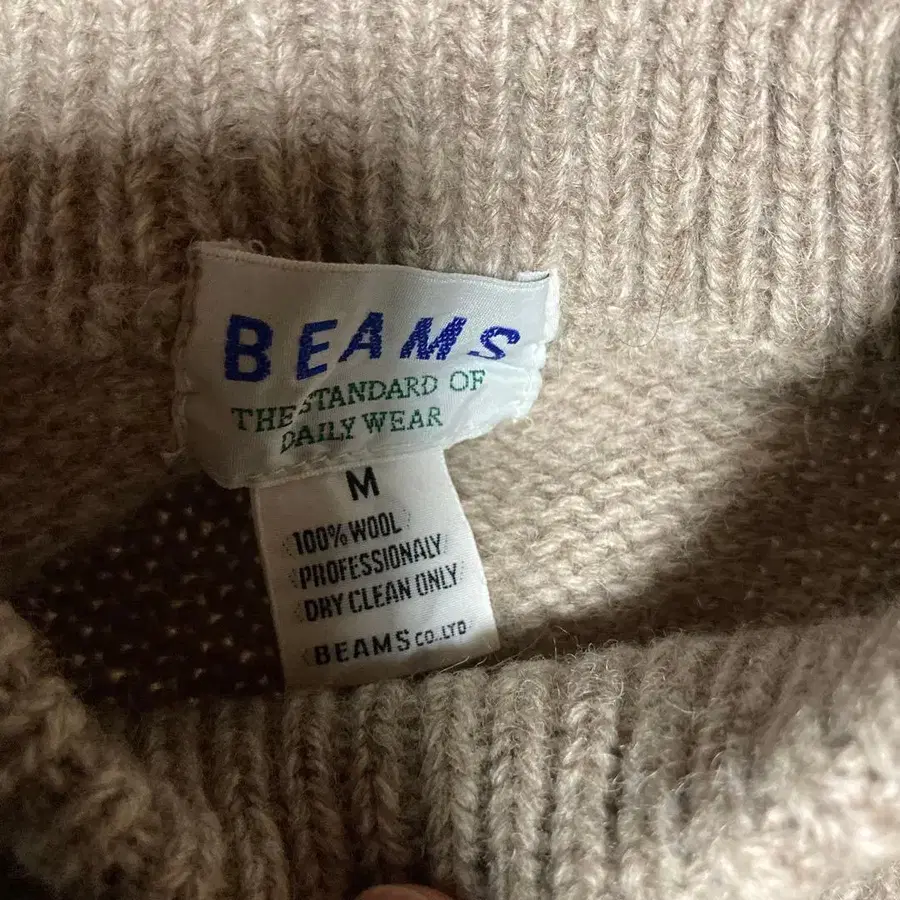 BEAMS
THE STANDARD OF
DAILY WEAR
M
100% WOOL
PROFESSIONALY
DRY CLEAN ONLY
BEAMS CO.,LTD